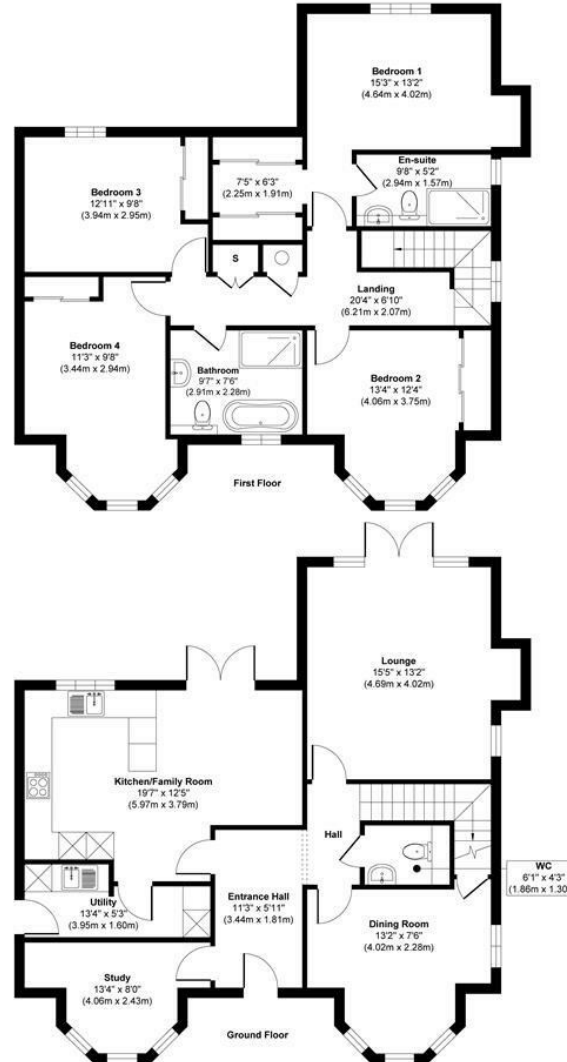 Bedroom 1
15'3" x 13'2"
(4.64m x 4.02m)
En-suite
9'8" x 5'2"
(2.94m x 1.57m)
Bedroom 3
12'11" x 9'8"
(3.94m x 2.95m)
7'5" x 6'3"
(2.25m x 1.91m)
S
Landing
20'4" x 6'10"
(6.21m x 2.07m)
Bedroom 4
11'3" x 9'8"
(3.44m x 2.94m)
Bathroom
9'7" x 7'6"
(2.91m x 2.28m)
Bedroom 2
13'4" x 12'4"
(4.06m x 3.75m)
First Floor
Lounge
15'5" x 13'2"
(4.69m x 4.02m)
Kitchen/Family Room
19'7" x 12'5"
(5.97m x 3.79m)
Hall
WC
6'1" x 4'3"
(1.86m x 1.30
Utility
13'4" x 5'3"
(3.95m x 1.60m)
Entrance Hall
11'3" x 5'11"
(3.44m x 1.81m)
Dining Room
13'2" x 7'6"
(4.02m x 2.28m)
Study
13'4" x 8'0"
(4.06m x 2.43m)
Ground Floor